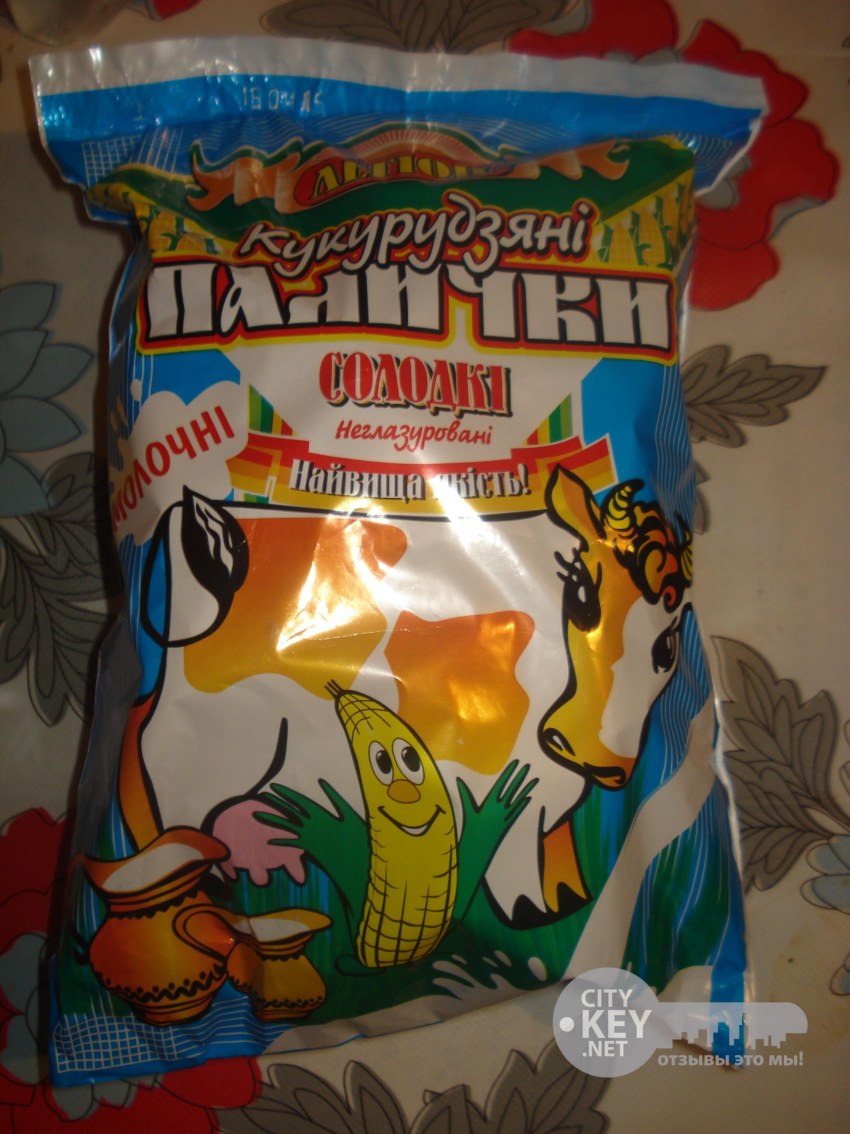 Кукурудзяні
ПАЛИЧКИ
СОЛОДКІ
Неглазуровані
МОЛОЧНІ
Найвища якість!
CITY
KEY
.NET
ОТЗЫВЫ ЭТО МЫ!